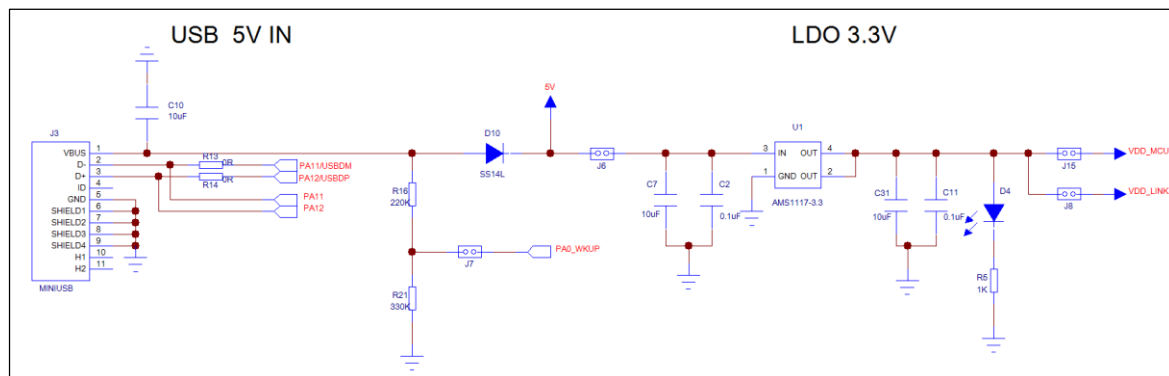 USB 5V IN
LDO 3.3V
C10
10uF
J3
VBUS
D-
D+
ID
GND
SHIELD1
SHIELD2
SHIELD3
SHIELD4
H1
H2
1
2
3
4
5
6
7
8
9
10
11
MINIUSB
R13
0R
R14
0R
PA11/USBDM
PA12/USBDP
PA11
PA12
R16
220K
R21
330K
J7
PA0_WKUP
D10
SS14L
5V
J6
C7
10uF
C2
0.1uF
U1
3 IN OUT 4
1 GND OUT 2
AMS1117-3.3
C31
10uF
C11
0.1uF
D4
R5
1K
J15
VDD_MCU
J8
VDD_LINK